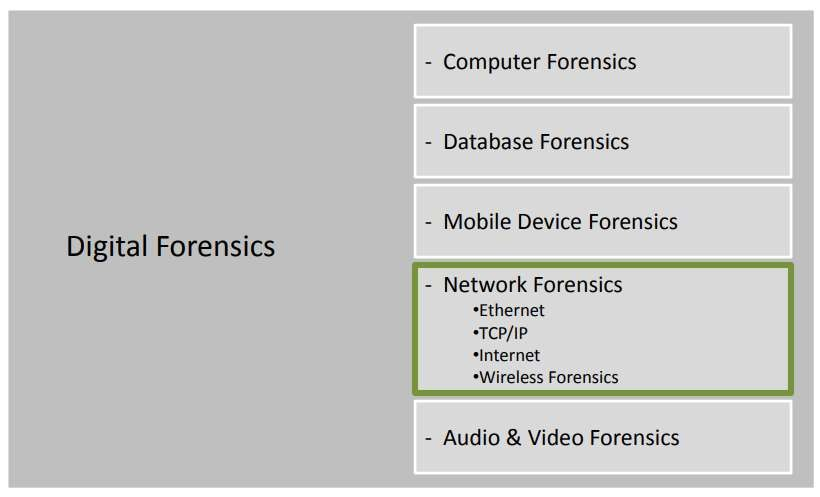 Digital Forensics
- Computer Forensics
- Database Forensics
- Mobile Device Forensics
- Network Forensics
•Ethernet
•TCP/IP
•Internet
•Wireless Forensics
- Audio & Video Forensics